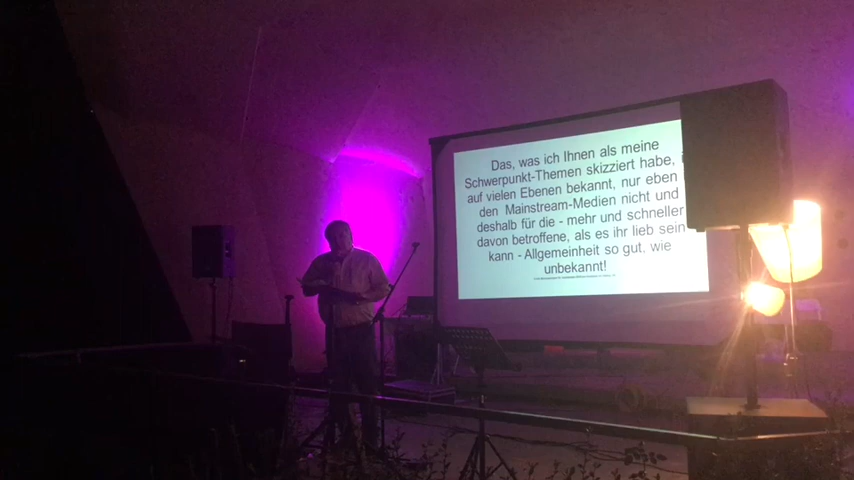 Das, was ich Ihnen als meine
Schwerpunkt-Themen skizziert habe,
auf vielen Ebenen bekannt, nur eben
den Mainstream-Medien nicht und
deshalb für die - mehr und schneller
davon betroffene, als es ihr lieb sein
kann - Allgemeinheit so gut. wie
unbekannt!